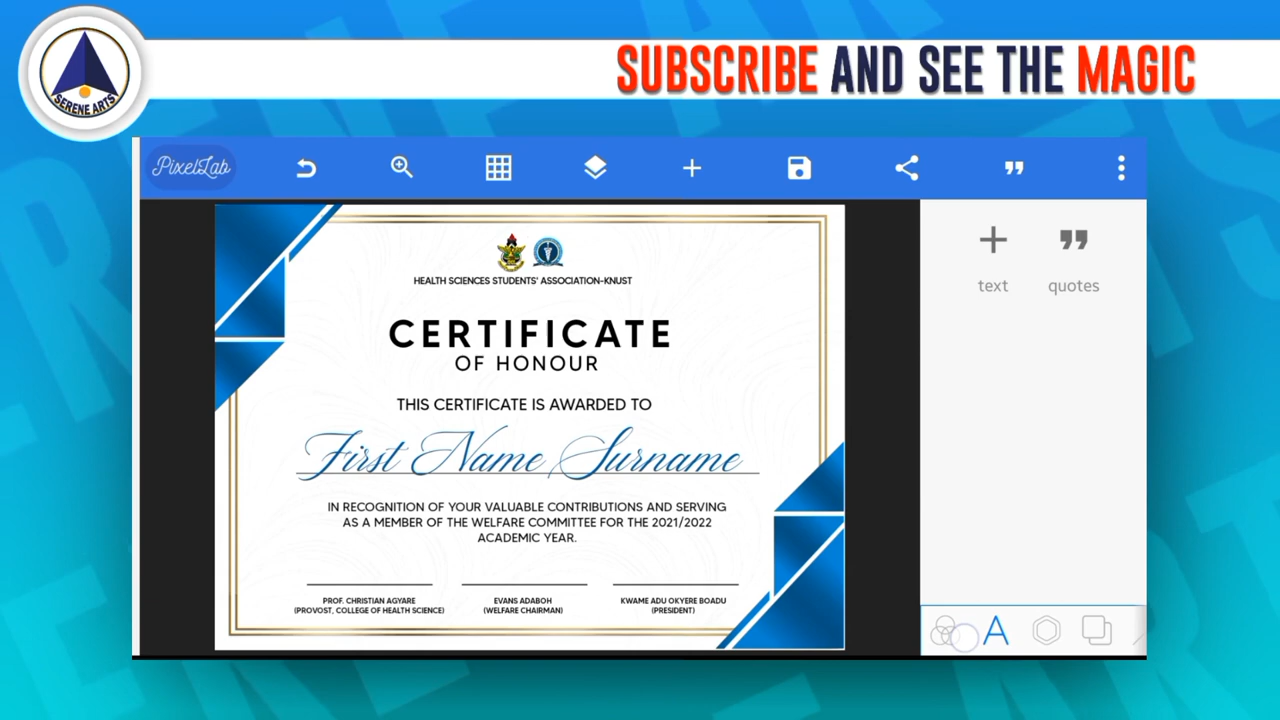 SUBSCRIBE AND SEE THE MAGIC
SERENE ARTS
PixelLab
HEALTH SCIENCES STUDENTS' ASSOCIATION-KNUST
CERTIFICATE
OF HONOUR
THIS CERTIFICATE IS AWARDED TO
First Name Surname
IN RECOGNITION OF YOUR VALUABLE CONTRIBUTIONS AND SERVING
AS A MEMBER OF THE WELFARE COMMITTEE FOR THE 2021/2022
ACADEMIC YEAR.
PROF. CHRISTIAN AGYARE
(PROVOST, COLLEGE OF HEALTH SCIENCE)
EVANS ADABOH
(WELFARE CHAIRMAN)
KWAME ADU OKYERE BOADU
(PRESIDENT)
text
quotes
A